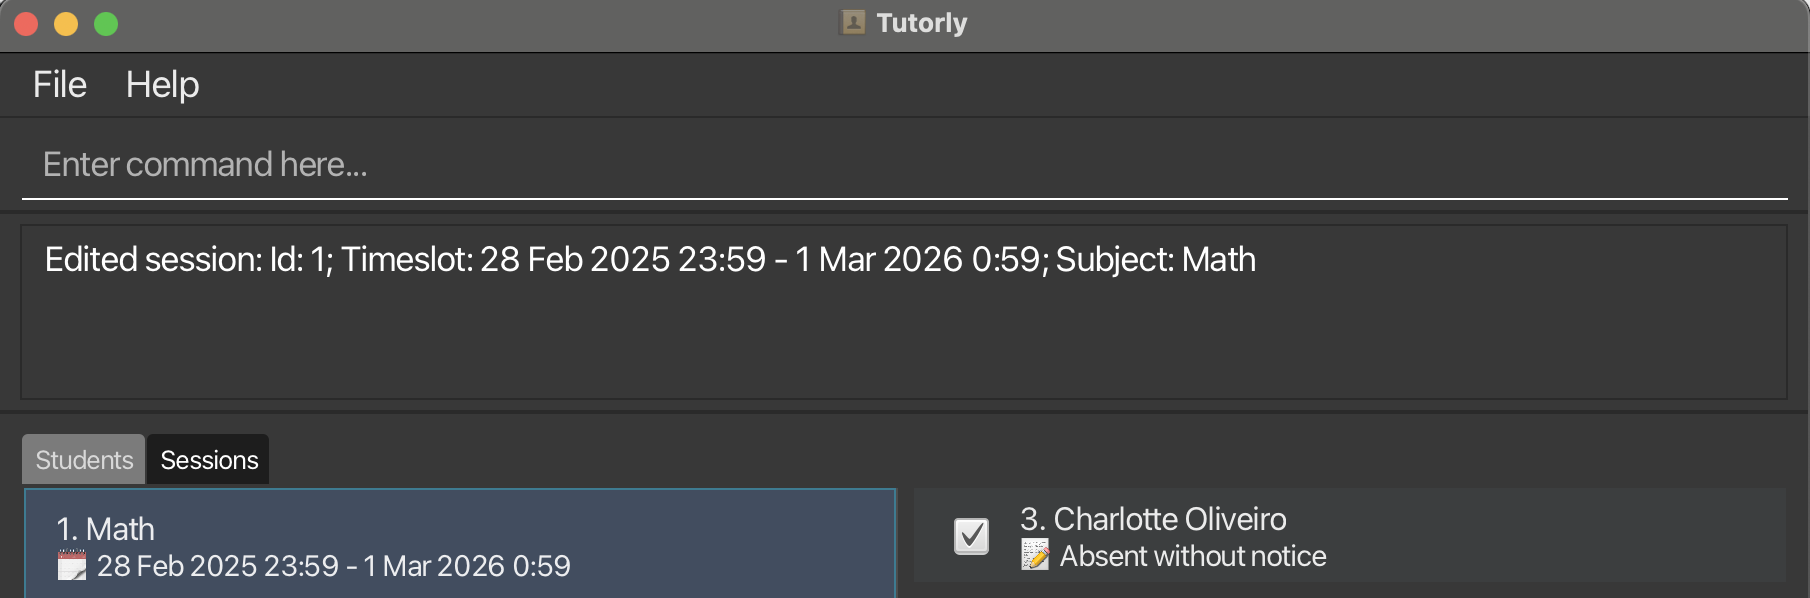 Tutorly
File Help
Enter command here...
Edited session: Id: 1; Timeslot: 28 Feb 2025 23:59 - 1 Mar 2026 0:59; Subject: Math
Students Sessions
1. Math
28 Feb 2025 23:59 - 1 Mar 2026 0:59
3. Charlotte Oliveiro
Absent without notice